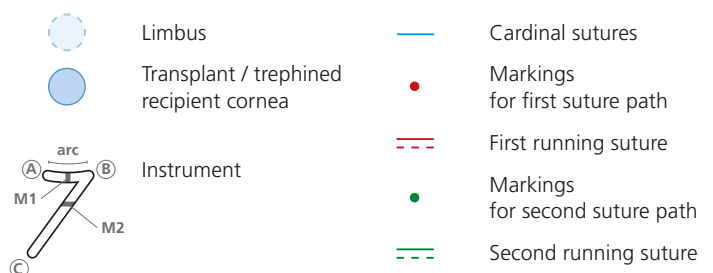 Limbus
Transplant / trephined
recipient cornea
arc
A
B
M1
M2
C
Instrument
Cardinal sutures
Markings
for first suture path
First running suture
Markings
for second suture path
Second running suture